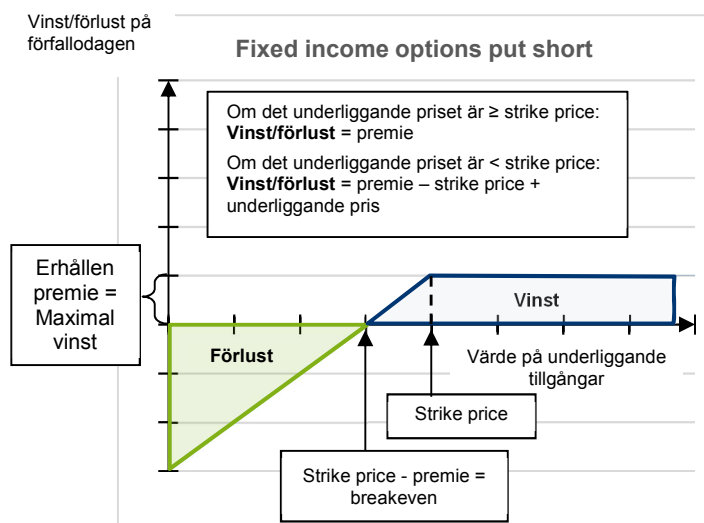 Vinst/förlust på
förfallodagen
Fixed income options put short
Om det underliggande priset är ≥ strike price:
Vinst/förlust = premie
Om det underliggande priset är < strike price:
Vinst/förlust = premie – strike price +
underliggande pris
Erhållen
premie =
Maximal
vinst
Vinst
Förlust
Värde på underliggande
tillgångar
Strike price
Strike price - premie =
breakeven